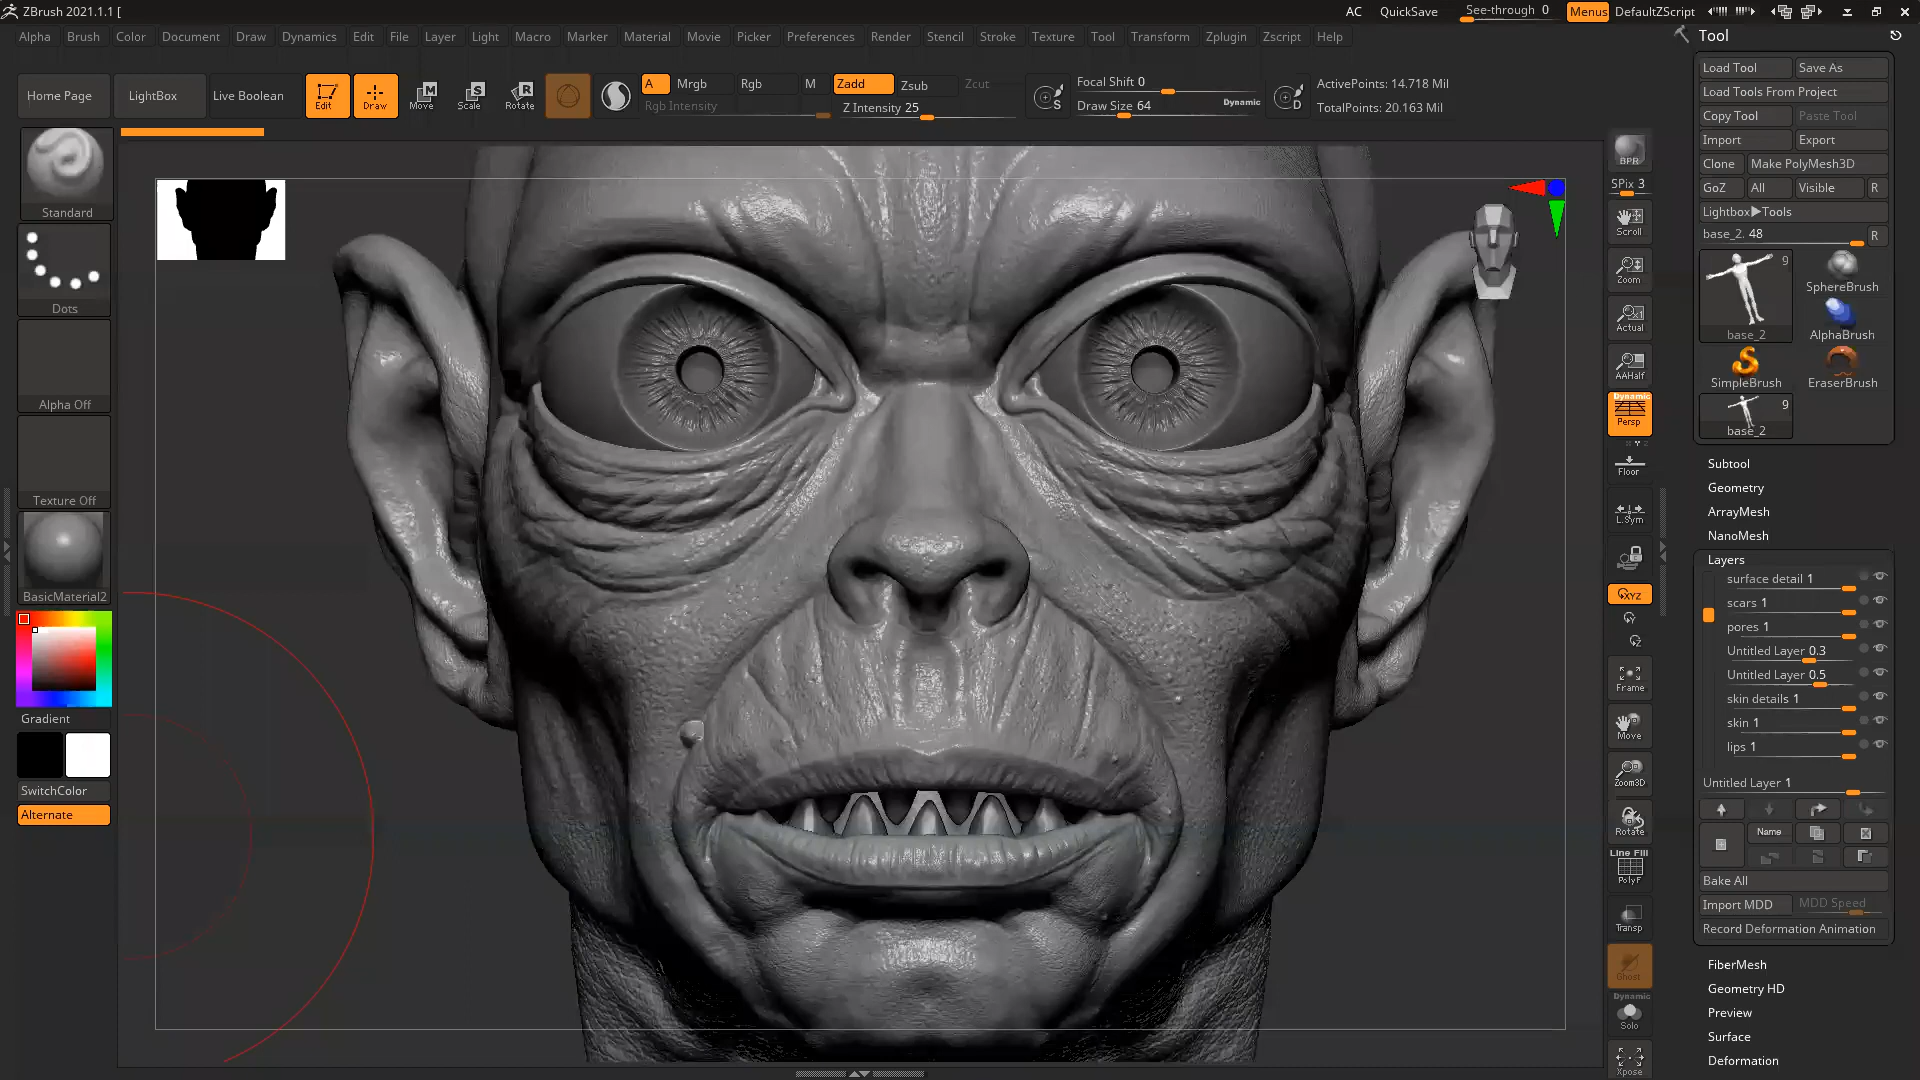 ZBrush 2021.1.1 [
AC QuickSave See-through 0 Menus DefaultZScript
Alpha Brush Color Document Draw Dynamics Edit File Layer Light Macro Marker Material Movie Picker Preferences Render Stencil Stroke Texture Tool Transform Zplugin Zscript Help
Home Page LightBox Live Boolean Edit Draw Move Scale Rotate
M
S
R
A Mrgb Rgb M Zadd Zsub Zcut
Rgb Intensity Z Intensity 25
S Focal Shift 0
Draw Size 64 Dynamic
D
ActivePoints: 14.718 Mil
TotalPoints: 20.163 Mil
Standard
Dots
Alpha Off
Texture Off
BasicMaterial2
Gradient
SwitchColor
Alternate
BPR
SPix 3
Scroll
Zoom
Actual
AAHalf
Dynamic
Persp
Floor
L.Sym
XYZ
Y
Z
Frame
Move
Zoom3D
Rotate
Line Fill
PolyF
Transp
Ghost
Dynamic
Solo
Xpose
Tool
Load Tool Save As
Load Tools From Project
Copy Tool Paste Tool
Import Export
Clone Make PolyMesh3D
GoZ All Visible R
Lightbox▶Tools
base_2. 48 R
9
base_2
SphereBrush
AlphaBrush
SimpleBrush
EraserBrush
9
base_2
Subtool
Geometry
ArrayMesh
NanoMesh
Layers
surface detail 1
scars 1
pores 1
Untitled Layer 0.3
Untitled Layer 0.5
skin details 1
skin 1
lips 1
Untitled Layer 1
Name
Bake All
Import MDD MDD Speed
Record Deformation Animation
FiberMesh
Geometry HD
Preview
Surface
Deformation